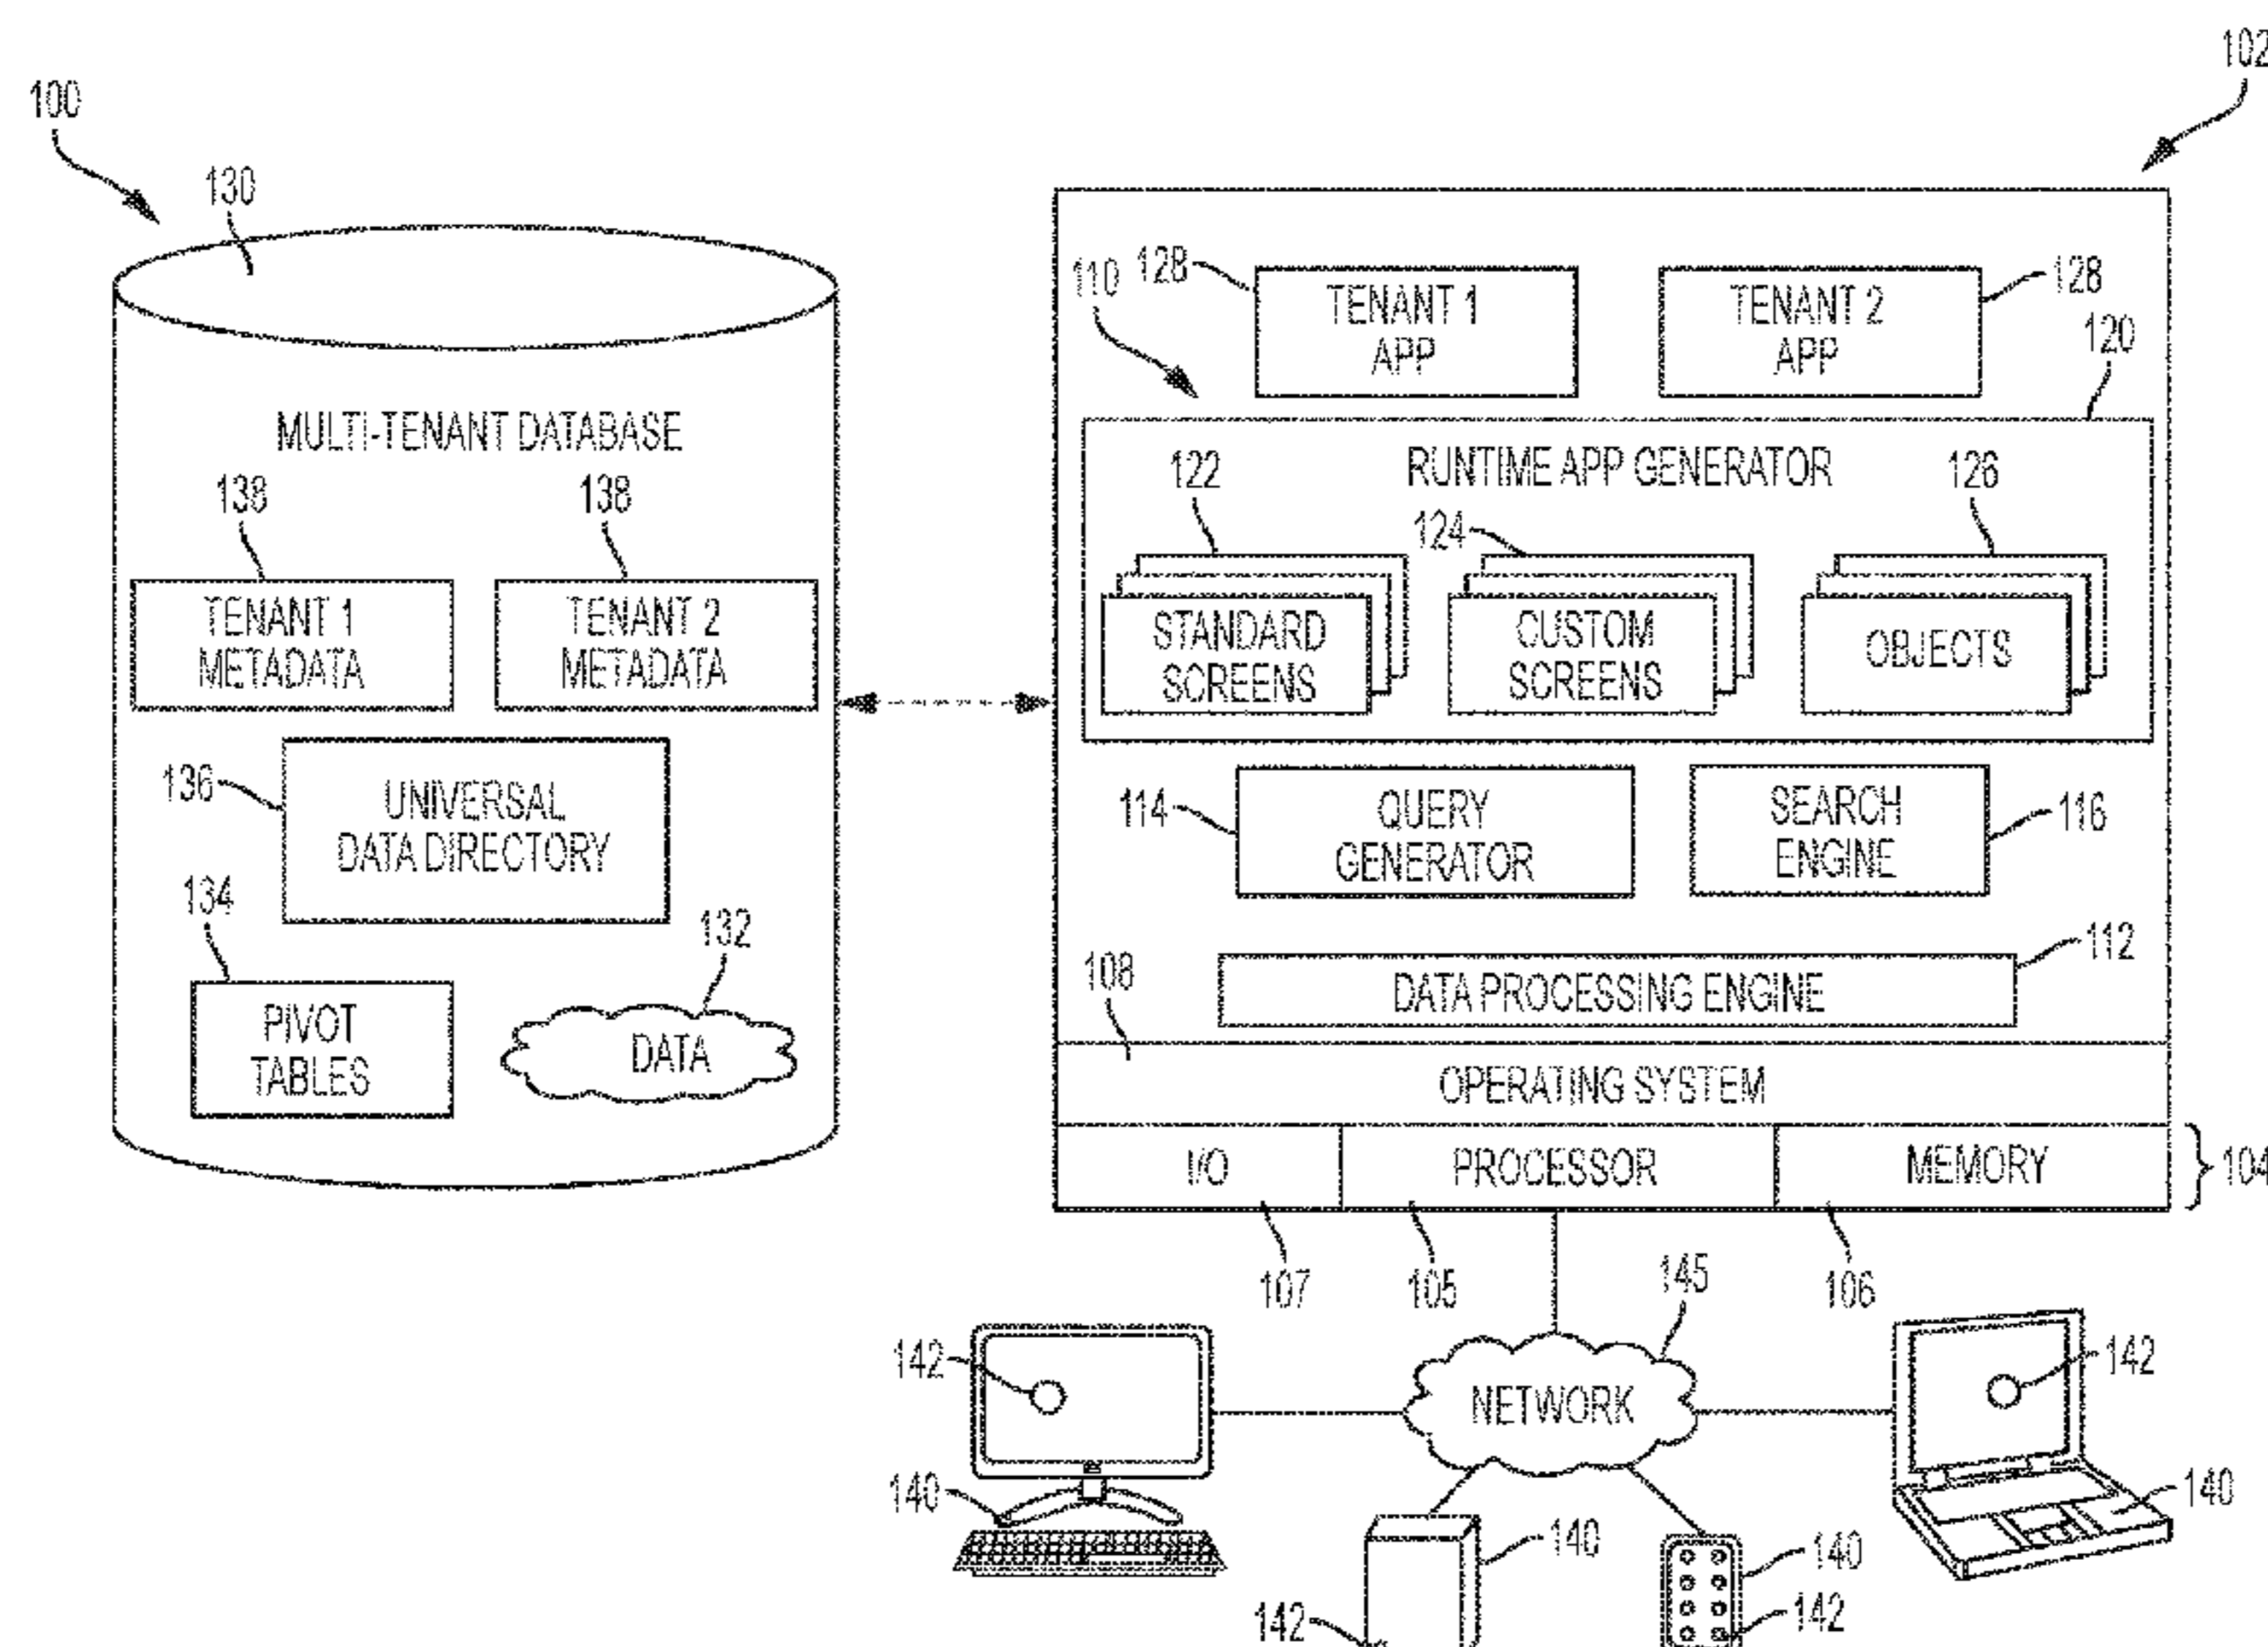 102
100
130
110
128
TENANT 1
APP
TENANT 2
APP
128
120
MULTI-TENANT DATABASE
138
138
TENANT 1
METADATA
TENANT 2
METADATA
RUNTIME APP GENERATOR
122
124
126
STANDARD
SCREENS
CUSTOM
SCREENS
OBJECTS
136
UNIVERSAL
DATA DIRECTORY
114
QUERY
GENERATOR
SEARCH
ENGINE
116
134
132
PIVOT
TABLES
DATA
112
DATA PROCESSING ENGINE
108
OPERATING SYSTEM
I/O
PROCESSOR
MEMORY
104
107
105
106
145
142
NETWORK
142
140
140
140
140
142
142